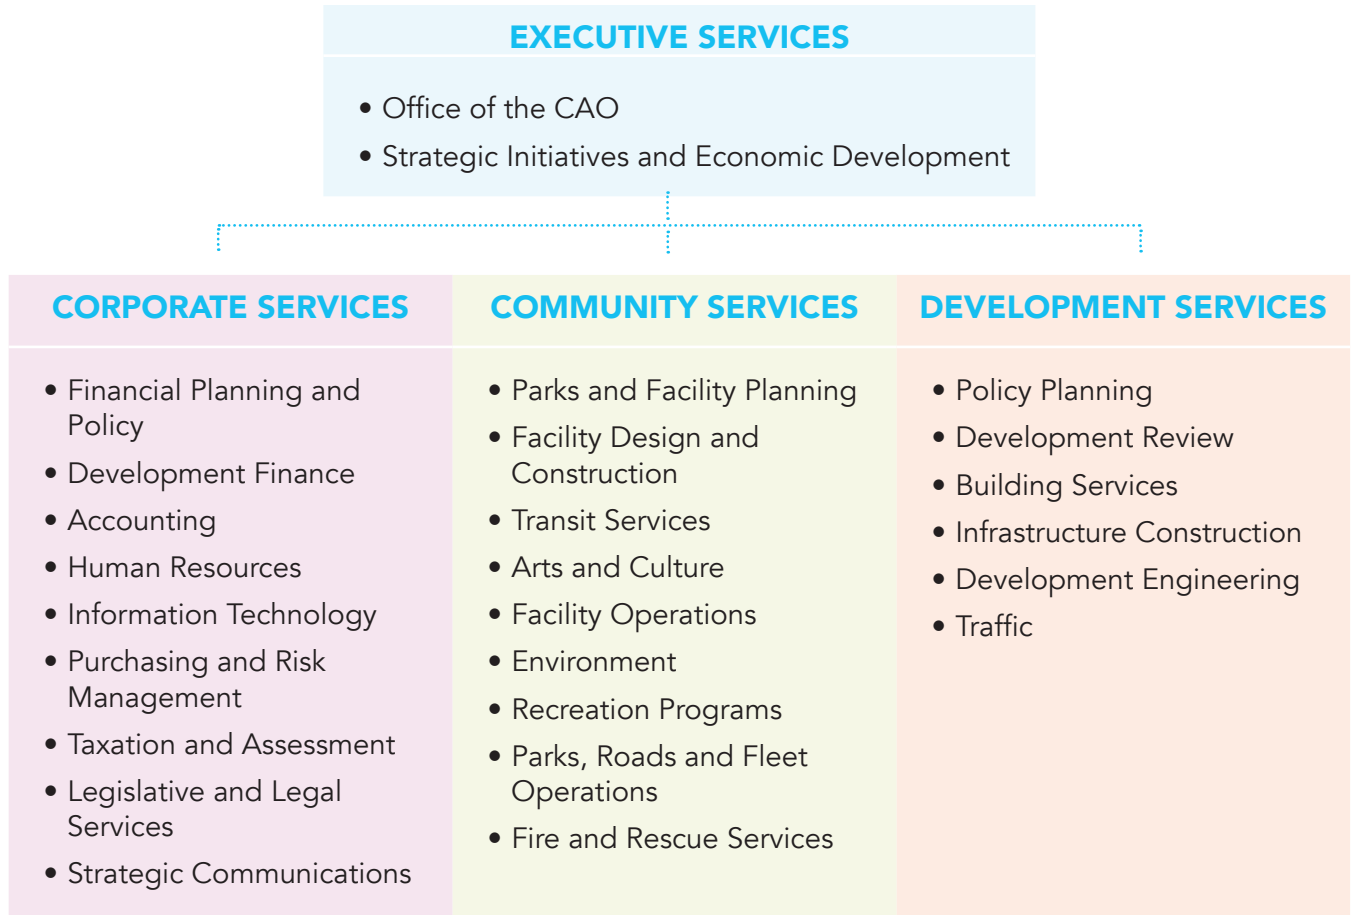 EXECUTIVE SERVICES
• Office of the CAO
• Strategic Initiatives and Economic Development
CORPORATE SERVICES
• Financial Planning and
Policy
• Development Finance
• Accounting
• Human Resources
• Information Technology
• Purchasing and Risk
Management
• Taxation and Assessment
• Legislative and Legal
Services
• Strategic Communications
COMMUNITY SERVICES
• Parks and Facility Planning
• Facility Design and
Construction
• Transit Services
• Arts and Culture
• Facility Operations
• Environment
• Recreation Programs
• Parks, Roads and Fleet
Operations
• Fire and Rescue Services
DEVELOPMENT SERVICES
• Policy Planning
• Development Review
• Building Services
• Infrastructure Construction
• Development Engineering
• Traffic